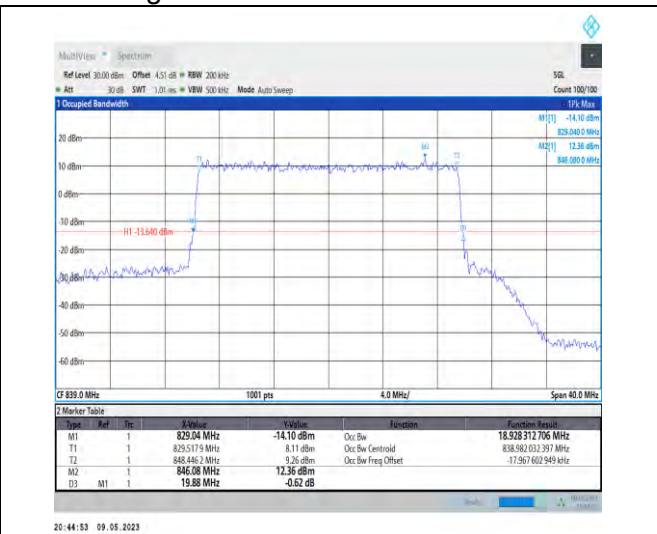 MultiView Spectrum
Ref Level 30.00 dBm Offset 4.51 dB RBW 200 kHz SGL
Att 30 dB SWT 1.01 ms VBW 500 kHz Mode Auto Sweep Count 100/100
1 Occupied Bandwidth 1Pk Max
M1[1] -14.10 dBm
829.040 0 MHz
M2[1] 12.36 dBm
846.080 0 MHz
20 dBm
M2
T1
T2
10 dBm
0 dBm
-10 dBm
M1
H1 -13.640 dBm
D3
-20 dBm
-30 dBm
-40 dBm
-50 dBm
-60 dBm
CF 839.0 MHz 1001 pts 4.0 MHz/ Span 40.0 MHz
2 Marker Table
Type Ref Trc X-Value Y-Value Function Function Result
M1 1 829.04 MHz -14.10 dBm Occ Bw 18.928 312 706 MHz
T1 1 829.517 9 MHz 8.11 dBm Occ Bw Centroid 838.982 032 397 MHz
T2 1 848.446 2 MHz 9.26 dBm Occ Bw Freq Offset -17.967 602 949 kHz
M2 1 846.08 MHz 12.36 dBm
D3 M1 1 19.88 MHz -0.62 dB
20:44:53 09.05.2023